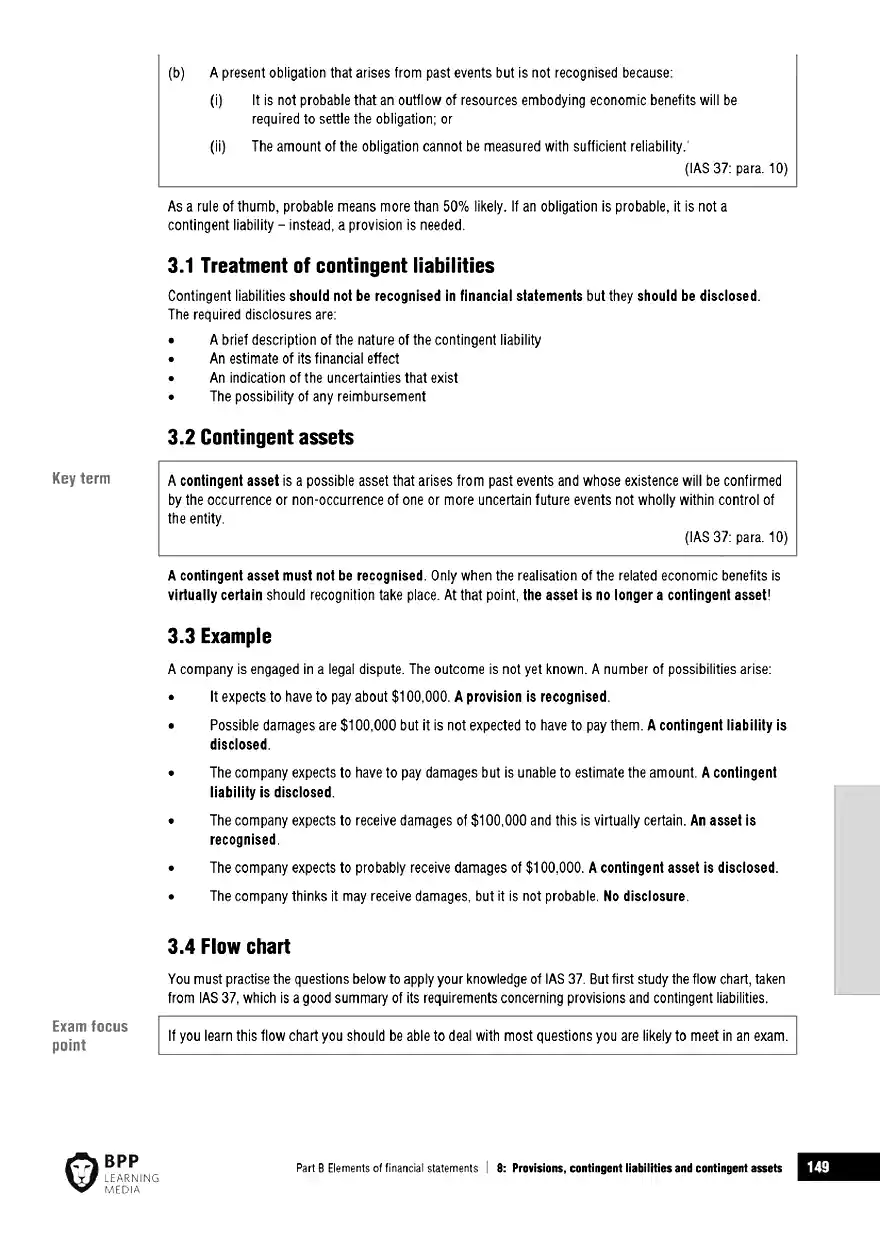 (b) A present obligation that arises from past events but is not recognised because:
(i) It is not probable that an outflow of resources embodying economic benefits will be
required to settle the obligation; or
(ii) The amount of the obligation cannot be measured with sufficient reliability.'
(IAS 37: para. 10)
As a rule of thumb, probable means more than 50% likely. If an obligation is probable, it is not a
contingent liability – instead, a provision is needed.
3.1 Treatment of contingent liabilities
Contingent liabilities should not be recognised in financial statements but they should be disclosed.
The required disclosures are:
• A brief description of the nature of the contingent liability
• An estimate of its financial effect
• An indication of the uncertainties that exist
• The possibility of any reimbursement
3.2 Contingent assets
Key term
A contingent asset is a possible asset that arises from past events and whose existence will be confirmed
by the occurrence or non-occurrence of one or more uncertain future events not wholly within control of
the entity.
(IAS 37: para. 10)
A contingent asset must not be recognised. Only when the realisation of the related economic benefits is
virtually certain should recognition take place. At that point, the asset is no longer a contingent asset!
3.3 Example
A company is engaged in a legal dispute. The outcome is not yet known. A number of possibilities arise:
• It expects to have to pay about $100,000. A provision is recognised.
• Possible damages are $100,000 but it is not expected to have to pay them. A contingent liability is
disclosed.
• The company expects to have to pay damages but is unable to estimate the amount. A contingent
liability is disclosed.
• The company expects to receive damages of $100,000 and this is virtually certain. An asset is
recognised.
• The company expects to probably receive damages of $100,000. A contingent asset is disclosed.
• The company thinks it may receive damages, but it is not probable. No disclosure.
3.4 Flow chart
You must practise the questions below to apply your knowledge of IAS 37. But first study the flow chart, taken
from IAS 37, which is a good summary of its requirements concerning provisions and contingent liabilities.
Exam focus
point
If you learn this flow chart you should be able to deal with most questions you are likely to meet in an exam.
BPP
LEARNING
MEDIA
Part B Elements of financial statements | 8: Provisions, contingent liabilities and contingent assets 149